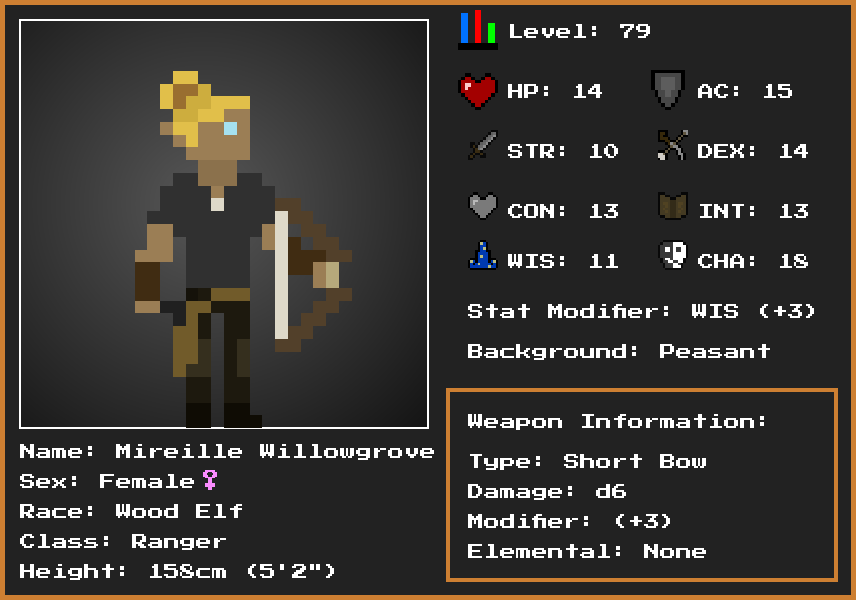 Level: 79
HP: 14
AC: 15
STR: 10
DEX: 14
CON: 13
INT: 13
WIS: 11
CHA: 18
Stat Modifier: WIS (+3)
Background: Peasant
Weapon Information:
Type: Short Bow
Damage: d6
Modifier: (+3)
Elemental: None
Name: Mireille Willowgrove
Sex: Female♀
Race: Wood Elf
Class: Ranger
Height: 158cm (5'2")